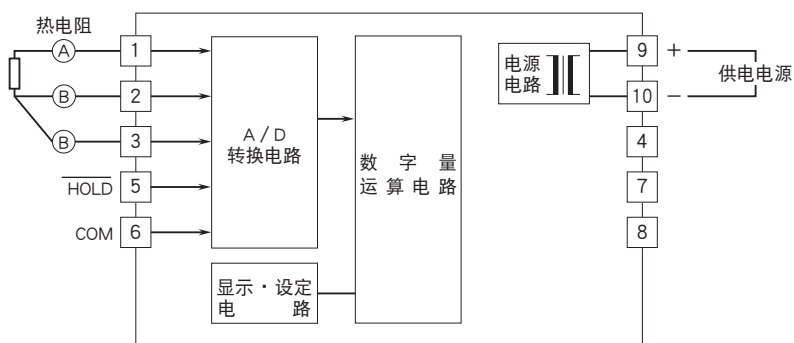 热电阻
A 1
B 2
B 3
HOLD 5
COM 6
A/D
转换电路
显示·设定
电 路
数 字 量
运 算 电 路
电源
电路
9 +
10 −
供电电源
4
7
8